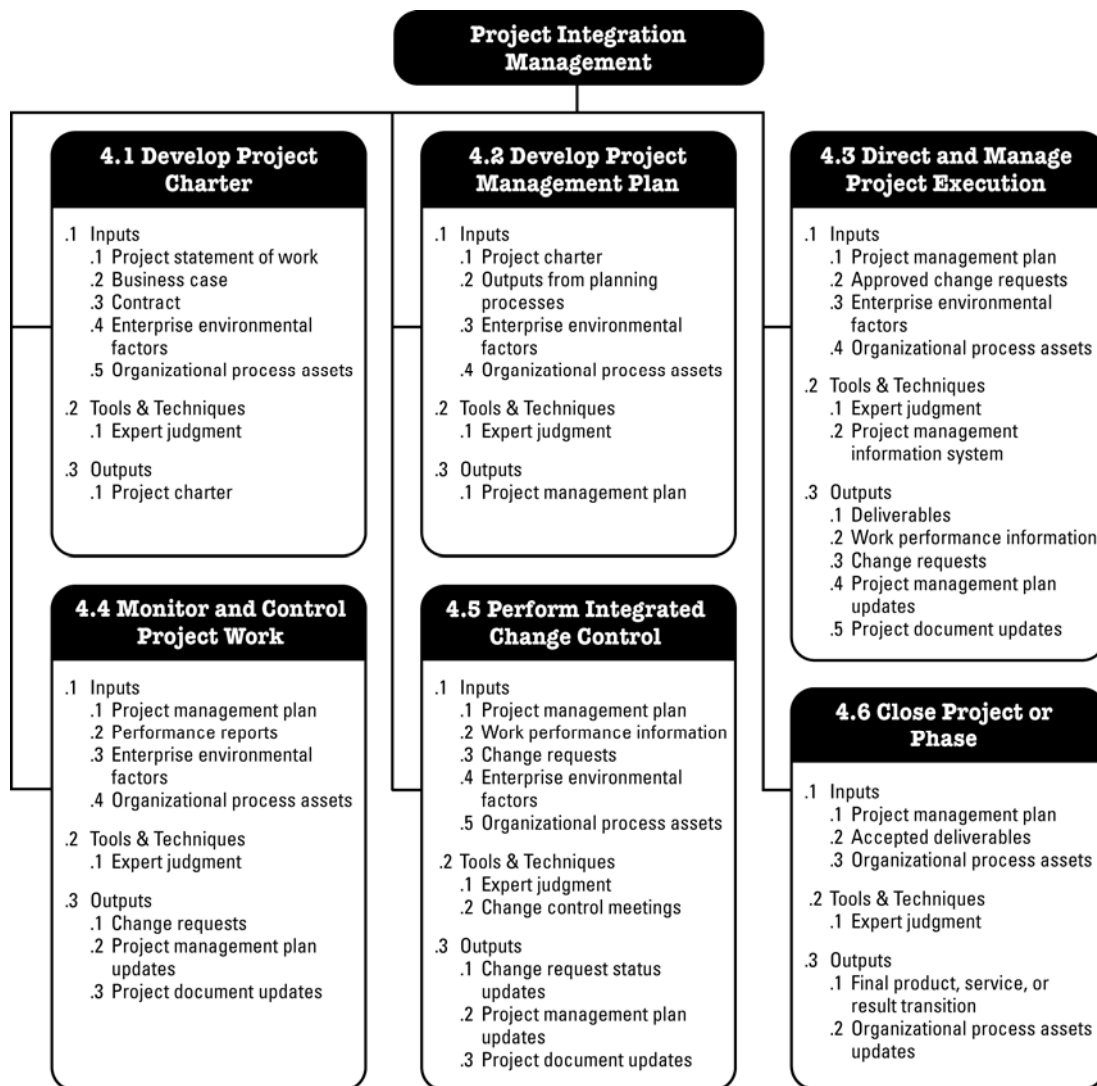 Project Integration
Management
4.1 Develop Project
Charter
.1 Inputs
.1 Project statement of work
.2 Business case
.3 Contract
.4 Enterprise environmental
factors
.5 Organizational process assets
.2 Tools & Techniques
.1 Expert judgment
.3 Outputs
.1 Project charter
4.2 Develop Project
Management Plan
.1 Inputs
.1 Project charter
.2 Outputs from planning
processes
.3 Enterprise environmental
factors
.4 Organizational process assets
.2 Tools & Techniques
.1 Expert judgment
.3 Outputs
.1 Project management plan
4.3 Direct and Manage
Project Execution
.1 Inputs
.1 Project management plan
.2 Approved change requests
.3 Enterprise environmental
factors
.4 Organizational process assets
.2 Tools & Techniques
.1 Expert judgment
.2 Project management
information system
.3 Outputs
.1 Deliverables
.2 Work performance information
.3 Change requests
.4 Project management plan
updates
.5 Project document updates
4.4 Monitor and Control
Project Work
.1 Inputs
.1 Project management plan
.2 Performance reports
.3 Enterprise environmental
factors
.4 Organizational process assets
.2 Tools & Techniques
.1 Expert judgment
.3 Outputs
.1 Change requests
.2 Project management plan
updates
.3 Project document updates
4.5 Perform Integrated
Change Control
.1 Inputs
.1 Project management plan
.2 Work performance information
.3 Change requests
.4 Enterprise environmental
factors
.5 Organizational process assets
.2 Tools & Techniques
.1 Expert judgment
.2 Change control meetings
.3 Outputs
.1 Change request status
updates
.2 Project management plan
updates
.3 Project document updates
4.6 Close Project or
Phase
.1 Inputs
.1 Project management plan
.2 Accepted deliverables
.3 Organizational process assets
.2 Tools & Techniques
.1 Expert judgment
.3 Outputs
.1 Final product, service, or
result transition
.2 Organizational process assets
updates